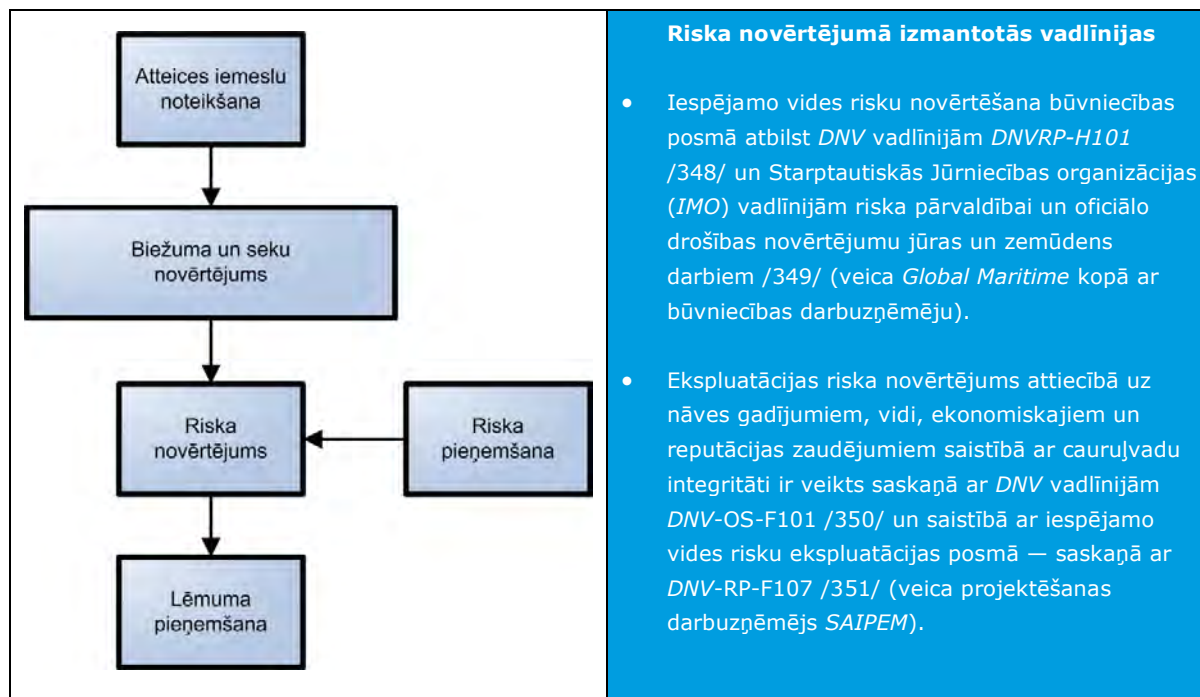 Atteices iemeslu
noteikšana
Biežuma un seku
novērtējums
Riska
novērtējums
Riska
pieņemšana
Lēmuma
pieņemšana
Riska novērtējumā izmantotās vadlīnijas
• Iespējamo vides risku novērtēšana būvniecības
posmā atbilst DNV vadlīnijām DNVRP-H101
/348/ un Starptautiskās Jūrniecības organizācijas
(IMO) vadlīnijām riska pārvaldībai un oficiālo
drošības novērtējumu jūras un zemūdens
darbiem /349/ (veica Global Maritime kopā ar
būvniecības darbuzņēmēju).
• Ekspluatācijas riska novērtējums attiecībā uz
nāves gadījumiem, vidi, ekonomiskajiem un
reputācijas zaudējumiem saistībā ar cauruļvadu
integritāti ir veikts saskaņā ar DNV vadlīnijām
DNV-OS-F101 /350/ un saistībā ar iespējamo
vides risku ekspluatācijas posmā — saskaņā ar
DNV-RP-F107 /351/ (veica projektēšanas
darbuzņēmējs SAIPEM).